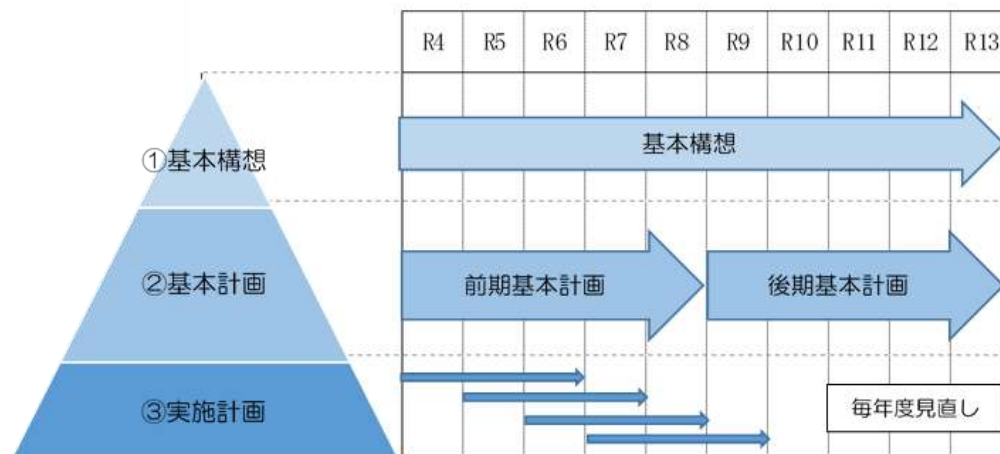 R4 R5 R6 R7 R8 R9 R10 R11 R12 R13
①基本構想
基本構想
②基本計画
前期基本計画
後期基本計画
③実施計画
毎年度見直し